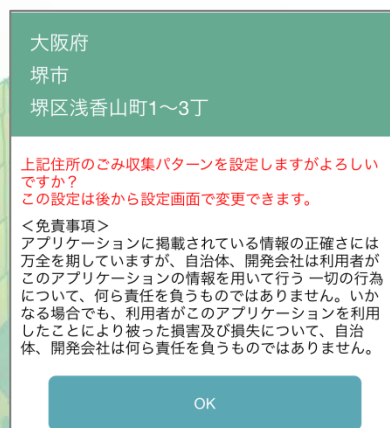 大阪府
堺市
堺区浅香山町1〜3丁
上記住所のごみ収集パターンを設定しますがよろしい
ですか？
この設定は後から設定画面で変更できます。
＜免責事項＞
アプリケーションに掲載されている情報の正確さには
万全を期していますが、自治体、開発会社は利用者が
このアプリケーションの情報を用いて行う 一切の行為
について、何ら責任を負うものではありません。いか
なる場合でも、利用者がこのアプリケーションを利用
したことにより被った損害及び損失について、自治
体、開発会社は何ら責任を負うものではありません。
OK